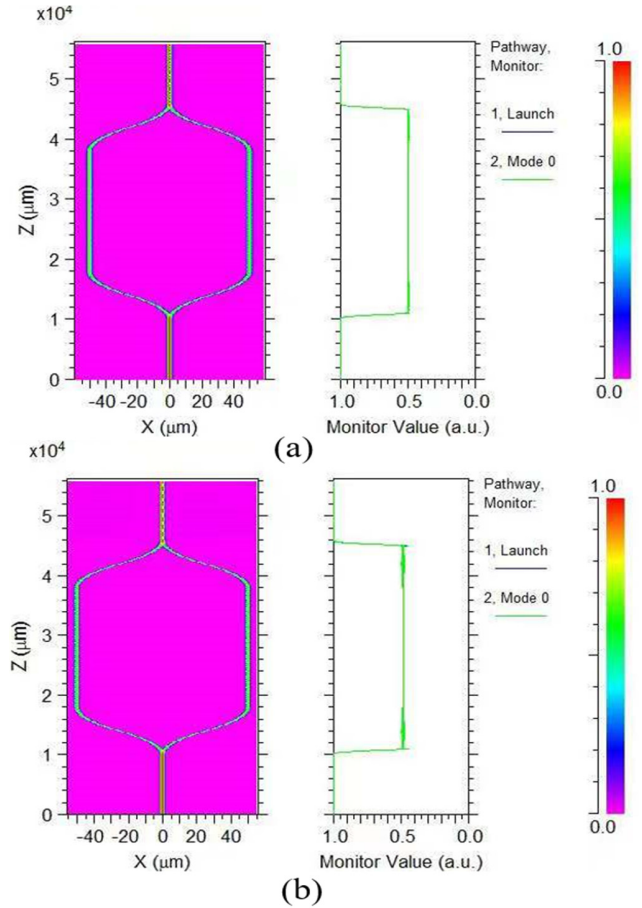 x10⁴
5
4
3
2
1
0
Z (μm)
-40 -20 0 20 40
X (μm)
1.0 0.5 0.0
Monitor Value (a.u.)
Pathway,
Monitor:
1, Launch
2, Mode 0
1.0
0.0
(a)
x10⁴
5
4
3
2
1
0
Z (μm)
-40 -20 0 20 40
X (μm)
1.0 0.5 0.0
Monitor Value (a.u.)
Pathway,
Monitor:
1, Launch
2, Mode 0
1.0
0.0
(b)